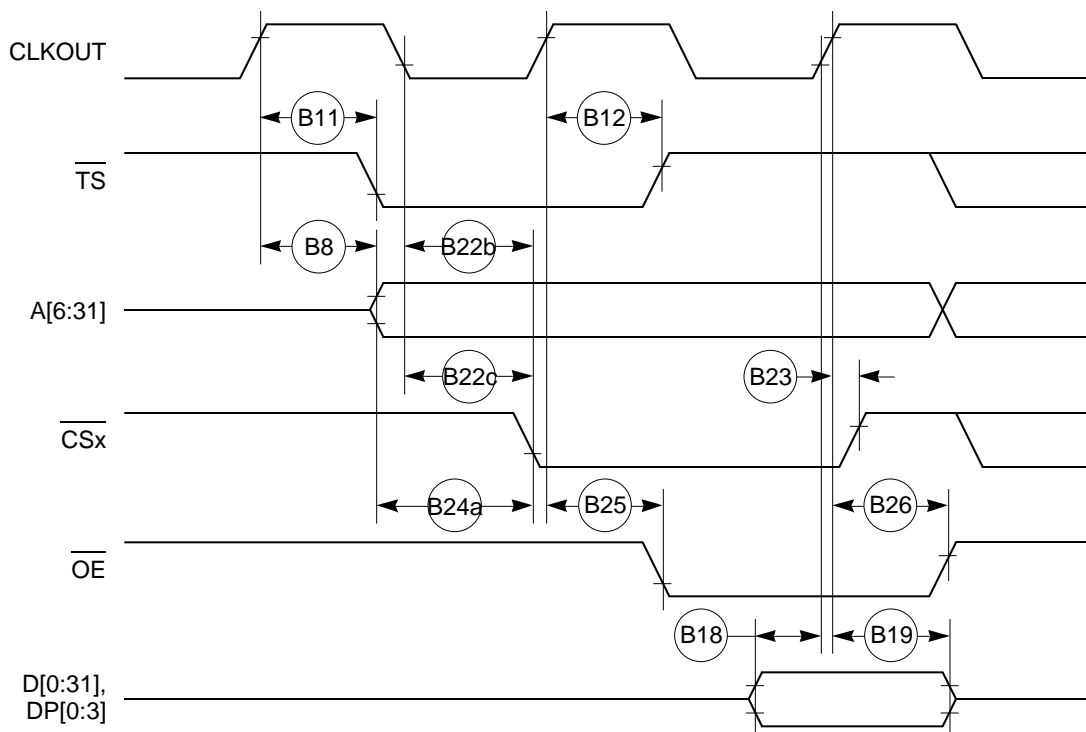 CLKOUT
B11
B12
TS
B8
B22b
A[6:31]
B22c
B23
CSx
B24a
B25
B26
OE
B18
B19
D[0:31],
DP[0:3]